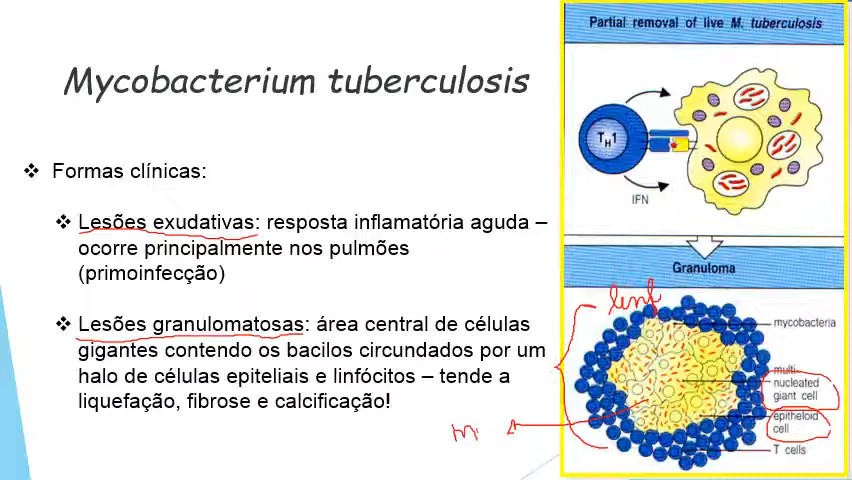 Mycobacterium tuberculosis
Formas clínicas:
Lesões exudativas: resposta inflamatória aguda –
ocorre principalmente nos pulmões
(primoinfecção)
Lesões granulomatosas: área central de células
gigantes contendo os bacilos circundados por um
halo de células epiteliais e linfócitos – tende a
liquefação, fibrose e calcificação!
Partial removal of live M. tuberculosis
TH1
IFN
Granuloma
linf
mycobacteria
multi-
nucleated
giant cell
epitheloid
cell
T cells